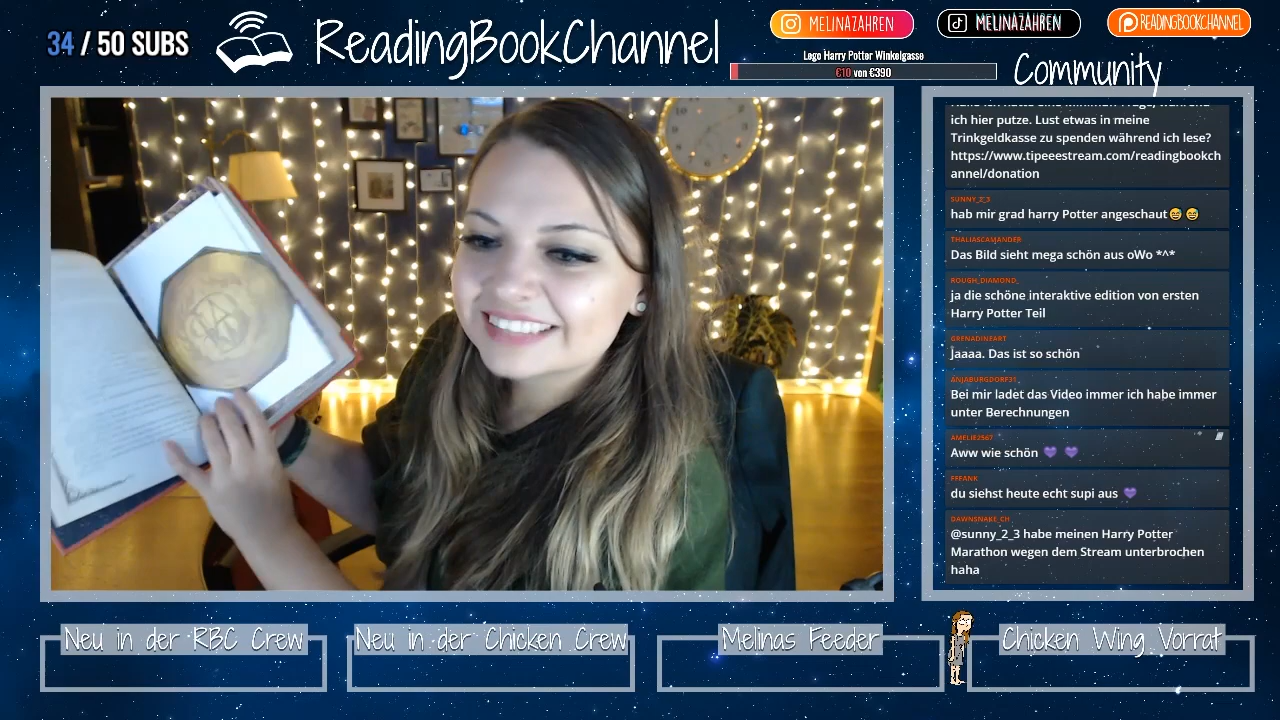 34 / 50 SUBS
ReadingBookChannel
MELINAZAHREN
MELINAZAHREN
READINGBOOKCHANNEL
Lego Harry Potter Winkelgasse
€10 von €390
Community
ich hier putze. Lust etwas in meine
Trinkgeldkasse zu spenden während ich lese?
https://www.tipeeestream.com/readingbookch
annel/donation
SUNNY_2_3
hab mir grad harry Potter angeschaut😅 😅
THALIASCAMANDER
Das Bild sieht mega schön aus oWo *^*
ROUGH_DIAMOND_
ja die schöne interaktive edition von ersten
Harry Potter Teil
GRENADINEART
Jaaaa. Das ist so schön
ANJABURGDORF31_
Bei mir ladet das Video immer ich habe immer
unter Berechnungen
AMELIE2567
Aww wie schön 💜 💜
FFEANK
du siehst heute echt supi aus 💜
DAWNSNAKE_CH_
@sunny_2_3 habe meinen Harry Potter
Marathon wegen dem Stream unterbrochen
haha
Neu in der RBC Crew
Neu in der Chicken Crew
Melinas Feeder
Chicken Wing Vorrat